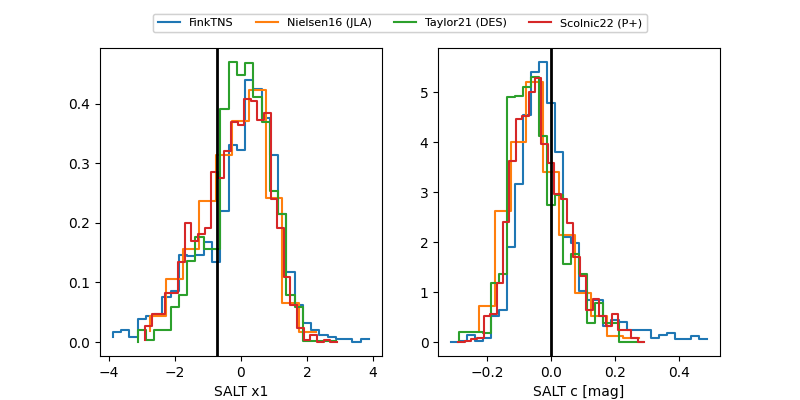 FinkTNS Nielsen16 (JLA) Taylor21 (DES) Scolnic22 (P+)
0.4
0.3
0.2
0.1
0.0
−4 −2 0 2 4
SALT x1
5
4
3
2
1
0
−0.2 0.0 0.2 0.4
SALT c [mag]